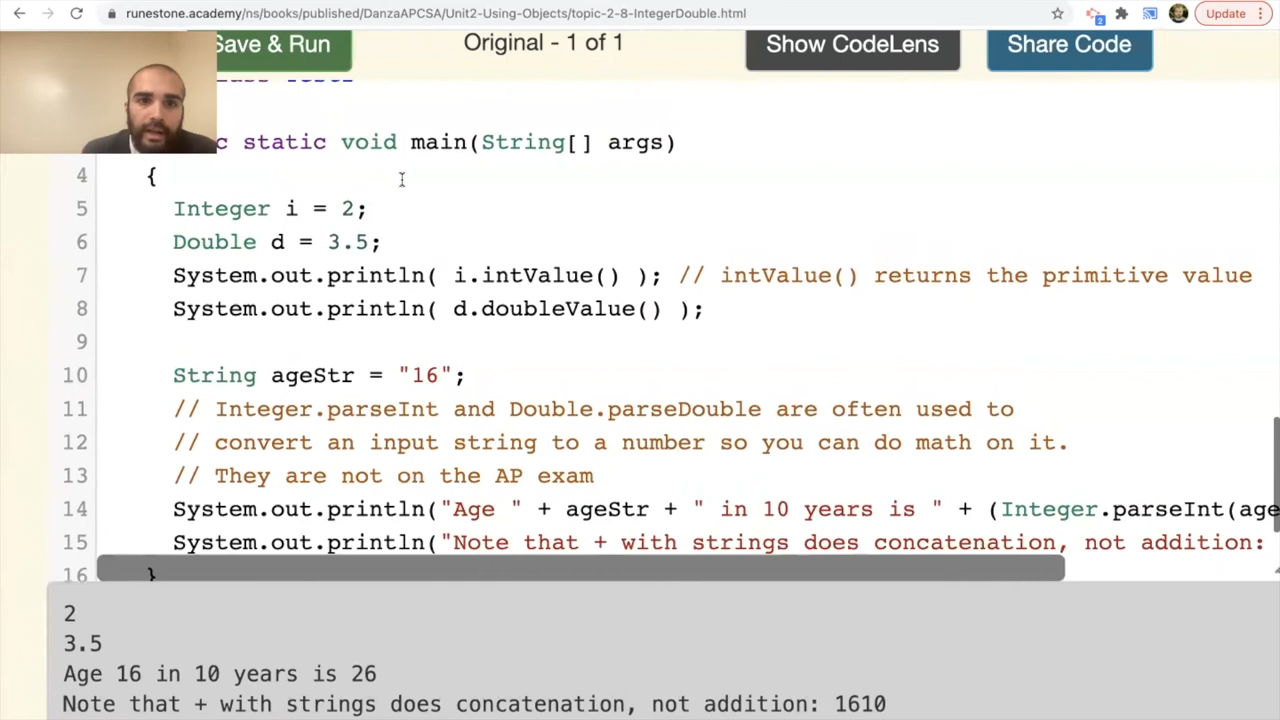 runestone.academy/ns/books/published/DanzaAPCSA/Unit2-Using-Objects/topic-2-8-IntegerDouble.html
2
Update
Save & Run
Original - 1 of 1
Show CodeLens
Share Code
static void main(String[] args)
4 {
5 Integer i = 2;
6 Double d = 3.5;
7 System.out.println( i.intValue() ); // intValue() returns the primitive value
8 System.out.println( d.doubleValue() );
9
10 String ageStr = "16";
11 // Integer.parseInt and Double.parseDouble are often used to
12 // convert an input string to a number so you can do math on it.
13 // They are not on the AP exam
14 System.out.println("Age " + ageStr + " in 10 years is " + (Integer.parseInt(age
15 System.out.println("Note that + with strings does concatenation, not addition:
16 }
2
3.5
Age 16 in 10 years is 26
Note that + with strings does concatenation, not addition: 1610